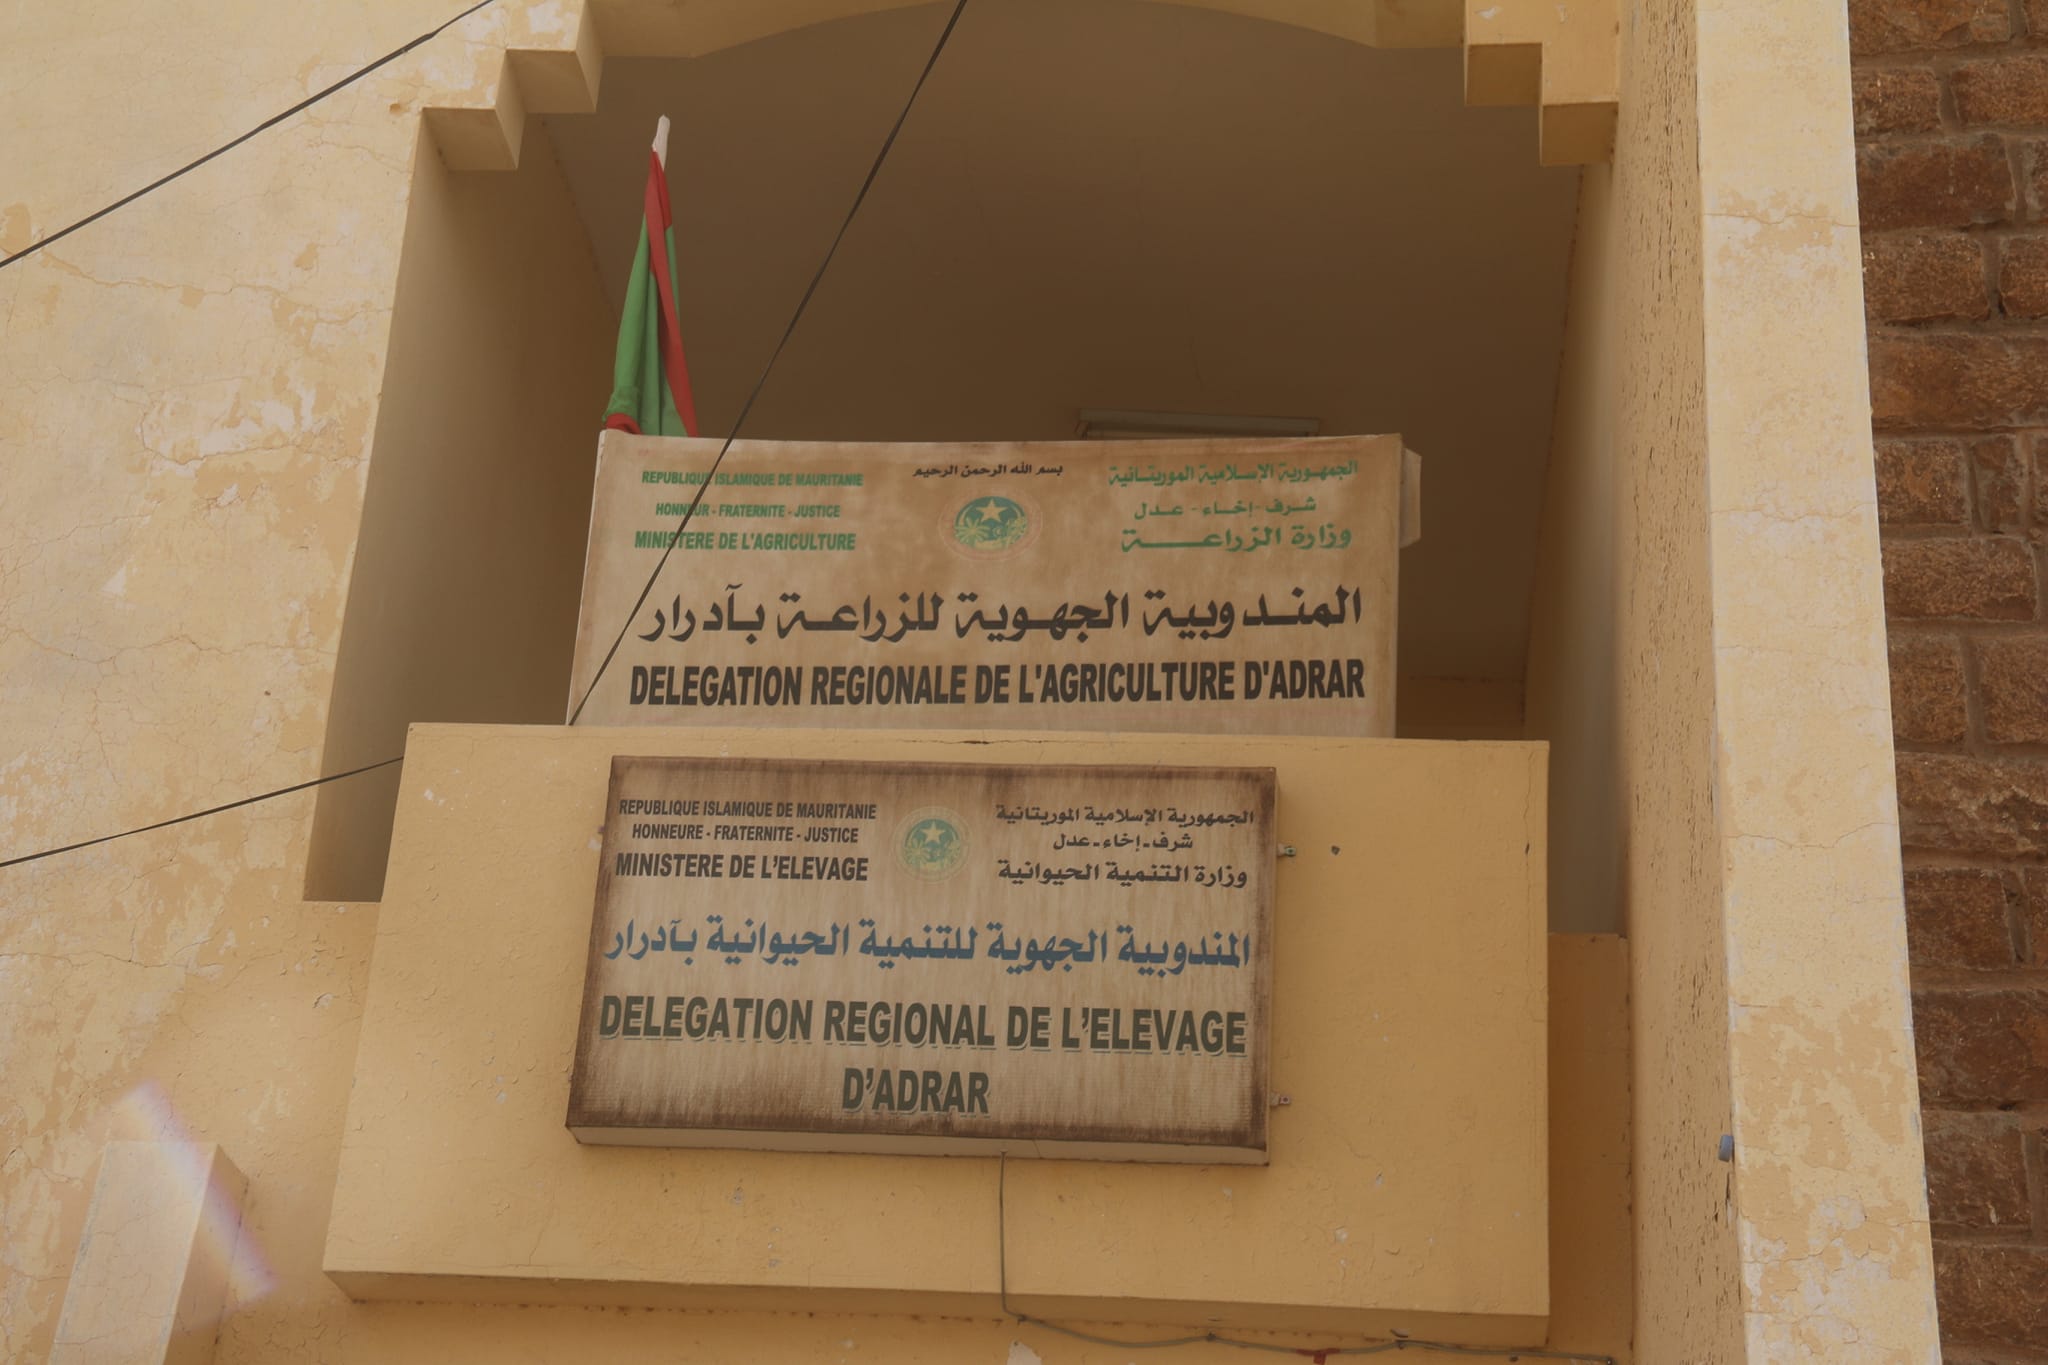 REPUBLIQUE ISLAMIQUE DE MAURITANIE
HONNEUR - FRATERNITE - JUSTICE
MINISTERE DE L'AGRICULTURE
بسم الله الرحمن الرحيم
الجمهورية الإسلامية الموريتانية
شرف-إخاء-عدل
وزارة الزراعة
المندوبية الجهوية للزراعة بآدرار
DELEGATION REGIONALE DE L'AGRICULTURE D'ADRAR
REPUBLIQUE ISLAMIQUE DE MAURITANIE
HONNEURE - FRATERNITE - JUSTICE
MINISTERE DE L’ELEVAGE
الجمهورية الإسلامية الموريتانية
شرف-إخاء-عدل
وزارة التنمية الحيوانية
المندوبية الجهوية للتنمية الحيوانية بآدرار
DELEGATION REGIONAL DE L’ELEVAGE
D’ADRAR